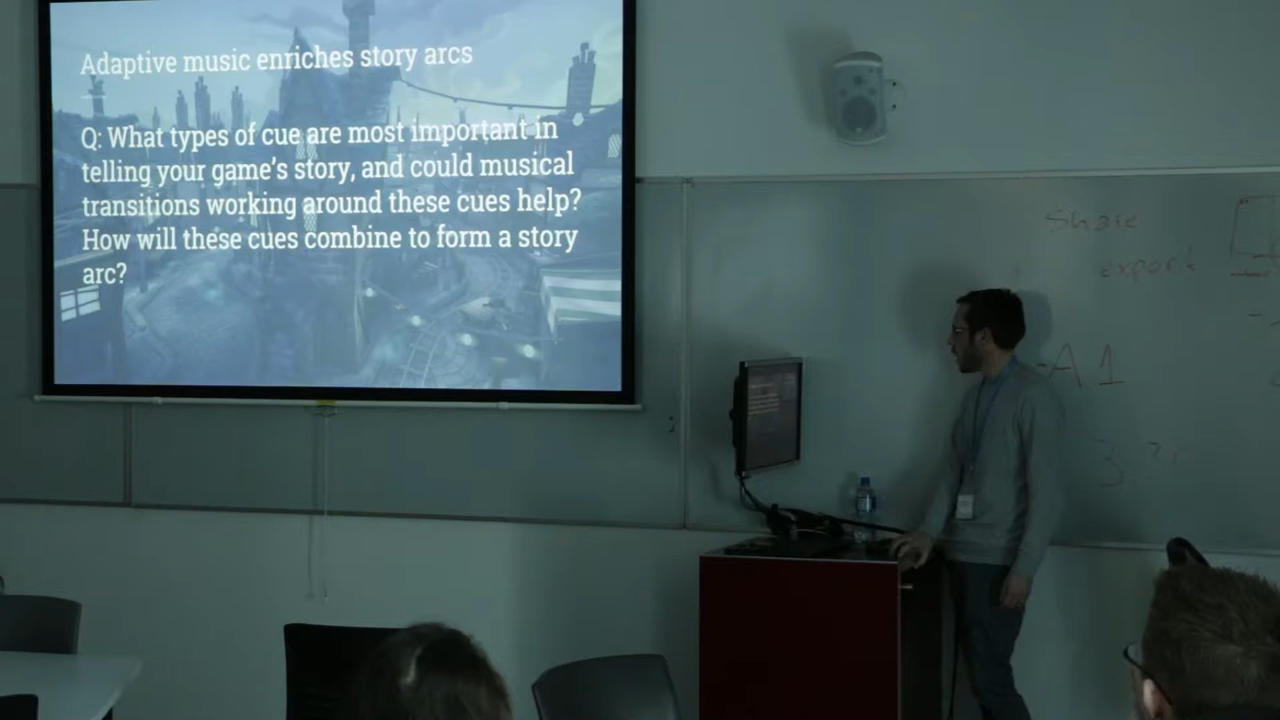 Adaptive music enriches story arcs
Q: What types of cue are most important in
telling your game's story, and could musical
transitions working around these cues help?
How will these cues combine to form a story
arc?
Share
export
-A 1